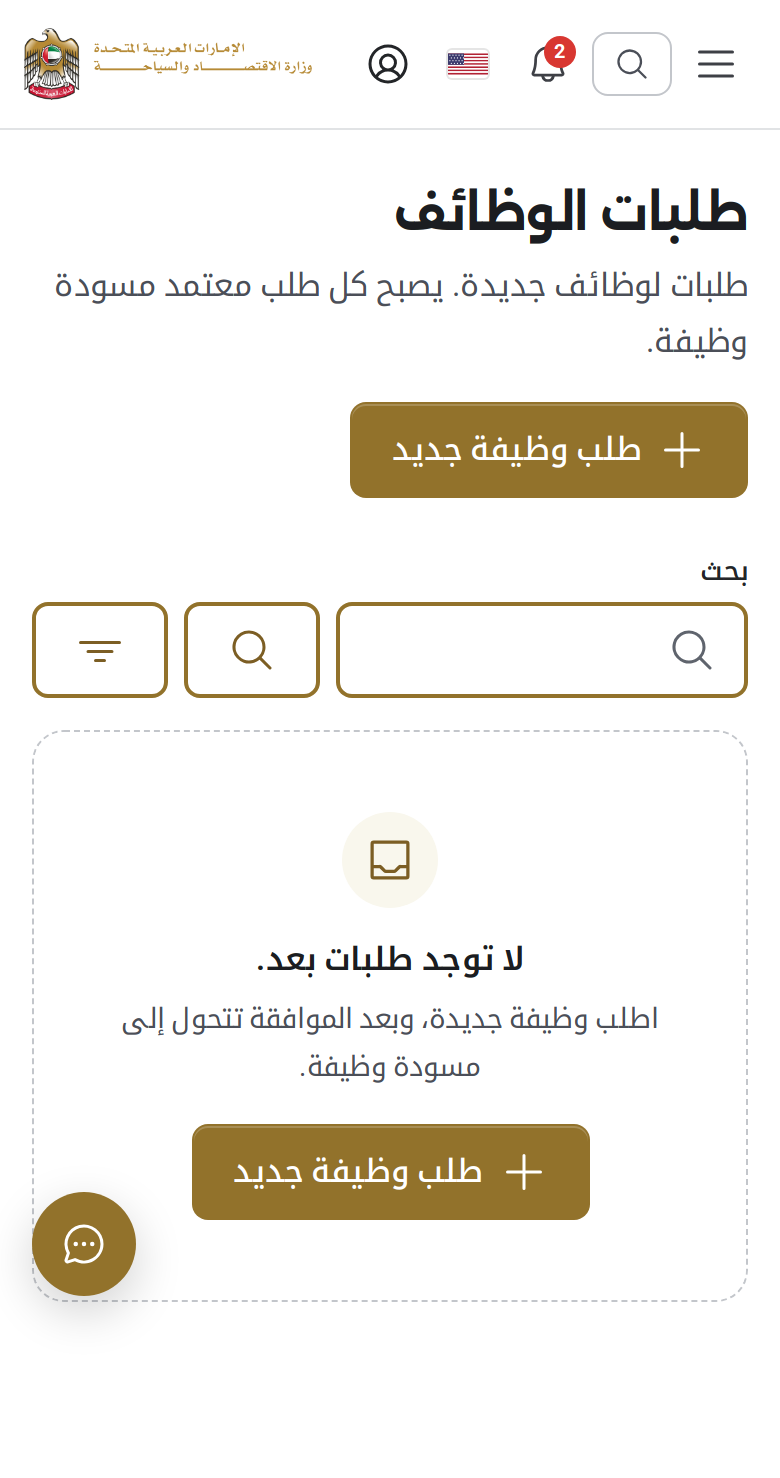 الإمارات العربية المتحدة
وزارة الاقتصاد والسياحة
2
طلبات الوظائف
طلبات لوظائف جديدة. يصبح كل طلب معتمد مسودة
وظيفة.
طلب وظيفة جديد
بحث
لا توجد طلبات بعد.
اطلب وظيفة جديدة، وبعد الموافقة تتحول إلى
مسودة وظيفة.
طلب وظيفة جديد